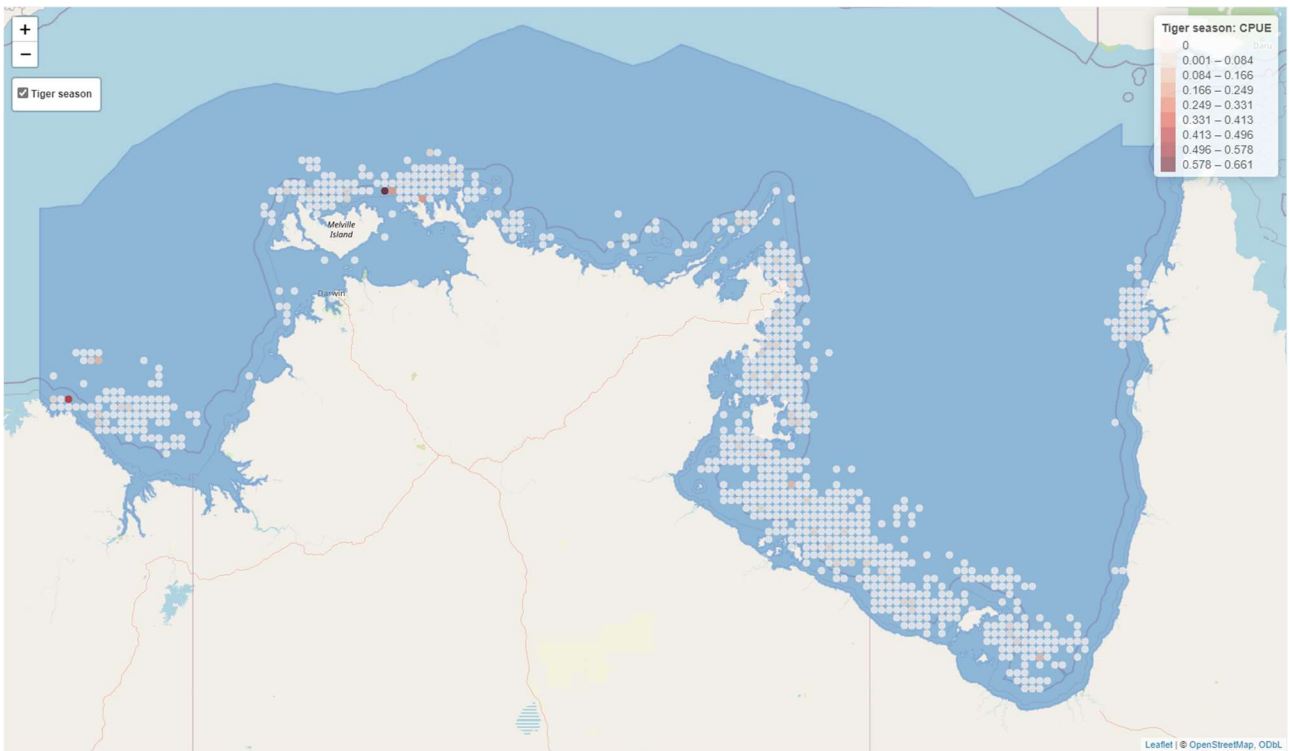 +
−
Tiger season
Tiger season: CPUE
0
0.001 – 0.084
0.084 – 0.166
0.166 – 0.249
0.249 – 0.331
0.331 – 0.413
0.413 – 0.496
0.496 – 0.578
0.578 – 0.661
Daru
Melville
Island
Darwin
Leaflet | © OpenStreetMap, ODbL